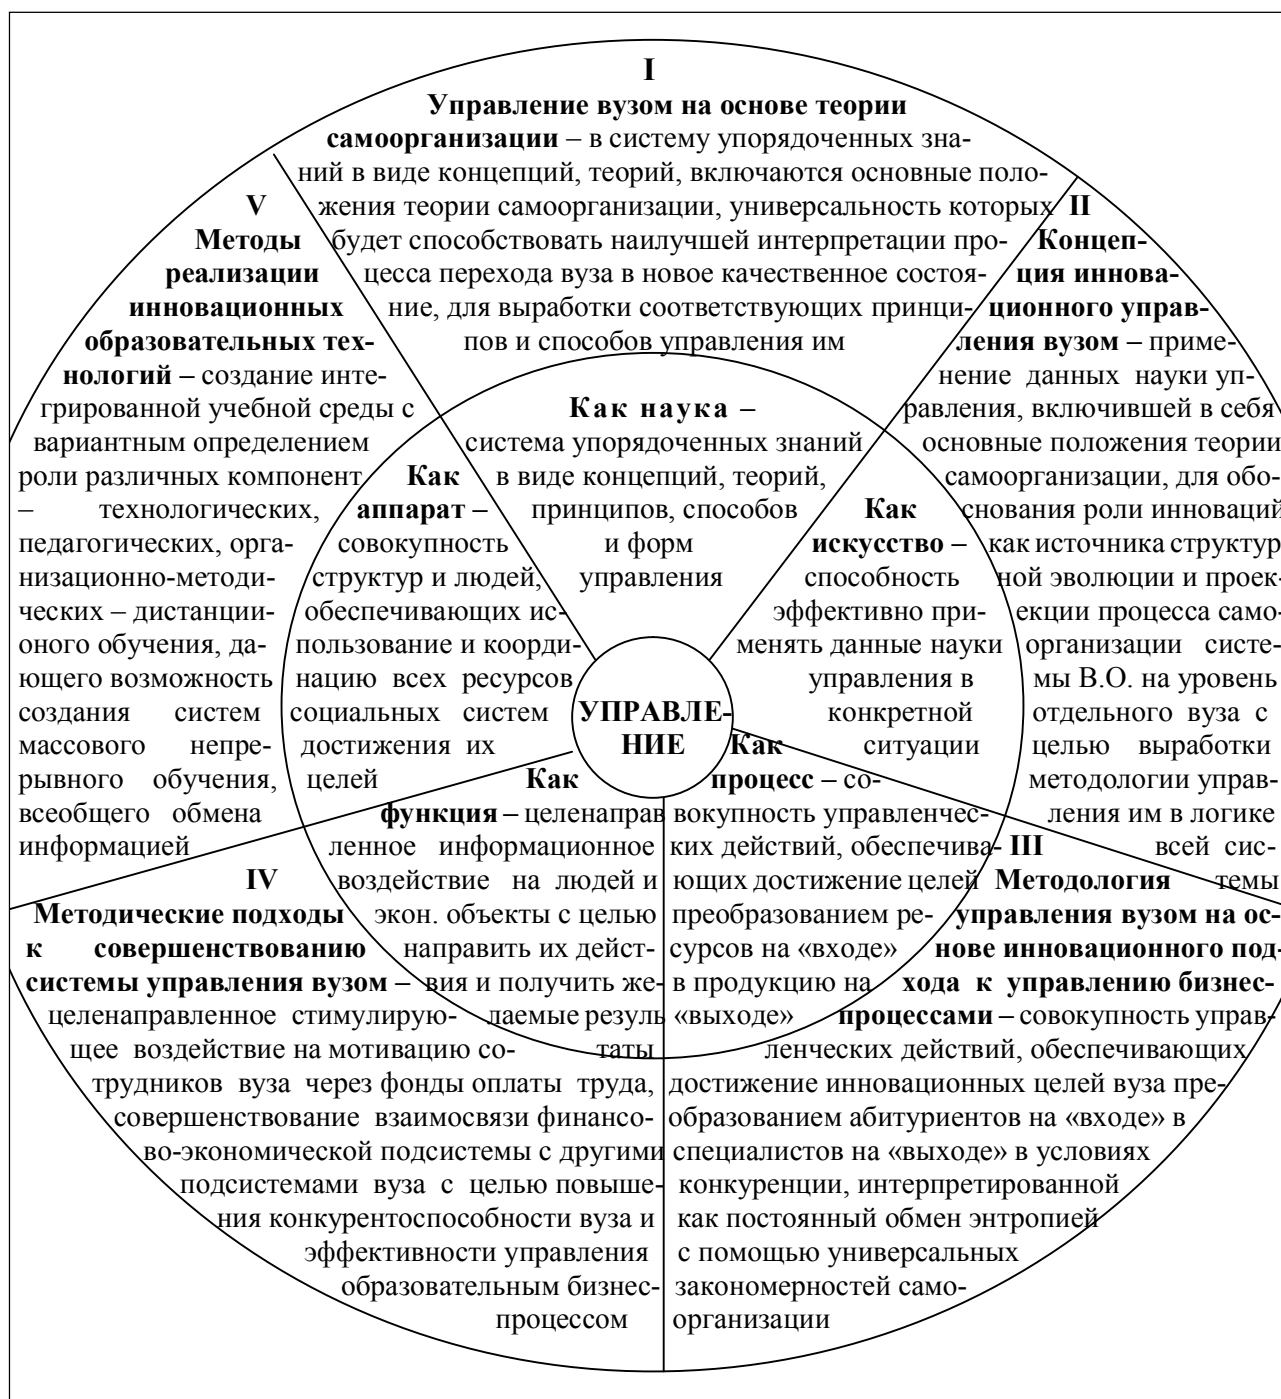 I
Управление вузом на основе теории
самоорганизации – в систему упорядоченных зна-
ний в виде концепций, теорий, включаются основные поло-
жения теории самоорганизации, универсальность которых
будет способствовать наилучшей интерпретации про-
цесса перехода вуза в новое качественное состоя-
ние, для выработки соответствующих принци-
пов и способов управления им
II
Концеп-
ция иннова-
ционного управ-
ления вузом – приме-
нение данных науки уп-
равления, включившей в себя
основные положения теории
самоорганизации, для обо-
снования роли инноваций
как источника структур
ной эволюции и проек-
екции процесса само-
организации систе-
мы В.О. на уровень
отдельного вуза с
целью выработки
методологии управ-
ления им в логике
всей сис-
темы
III
Методология
управления вузом на ос-
нове инновационного под-
хода к управлению бизнес-
процессами – совокупность управ-
ленческих действий, обеспечивающих
достижение инновационных целей вуза пре-
образованием абитуриентов на «входе» в
специалистов на «выходе» в условиях
конкуренции, интерпретированной
как постоянный обмен энтропией
с помощью универсальных
закономерностей само-
организации
IV
Методические подходы
к совершенствованию
системы управления вузом –
целенаправленное стимулирую-
щее воздействие на мотивацию со-
трудников вуза через фонды оплаты труда,
совершенствование взаимосвязи финансо-
во-экономической подсистемы с другими
подсистемами вуза с целью повыше-
ния конкурентоспособности вуза и
эффективности управления
образовательным бизнес-
процессом
V
Методы
реализации
инновационных
образовательных тех-
нологий – создание инте-
грированной учебной среды с
вариантным определением
роли различных компонент
– технологических,
педагогических, орга-
низационно-методи-
ческих – дистанци-
оного обучения, да-
ющего возможность
создания систем
массового непре-
рывного обучения,
всеобщего обмена
информацией
Как наука –
система упорядоченных знаний
в виде концепций, теорий,
принципов, способов
и форм
управления
Как
искусство –
способность
эффективно при-
менять данные науки
управления в
конкретной
ситуации
Как
процесс – со-
вокупность управленчес-
ких действий, обеспечива-
ющих достижение целей
преобразованием ре-
сурсов на «входе»
в продукцию на
«выходе»
Как
функция – целенаправ
ленное информационное
воздействие на людей и
экон. объекты с целью
направить их дейст-
вия и получить же-
лаемые резуль
таты
Как
аппарат –
совокупность
структур и людей,
обеспечивающих ис-
пользование и коорди-
нацию всех ресурсов
социальных систем
достижения их
целей
УПРАВЛЕ-
НИЕ